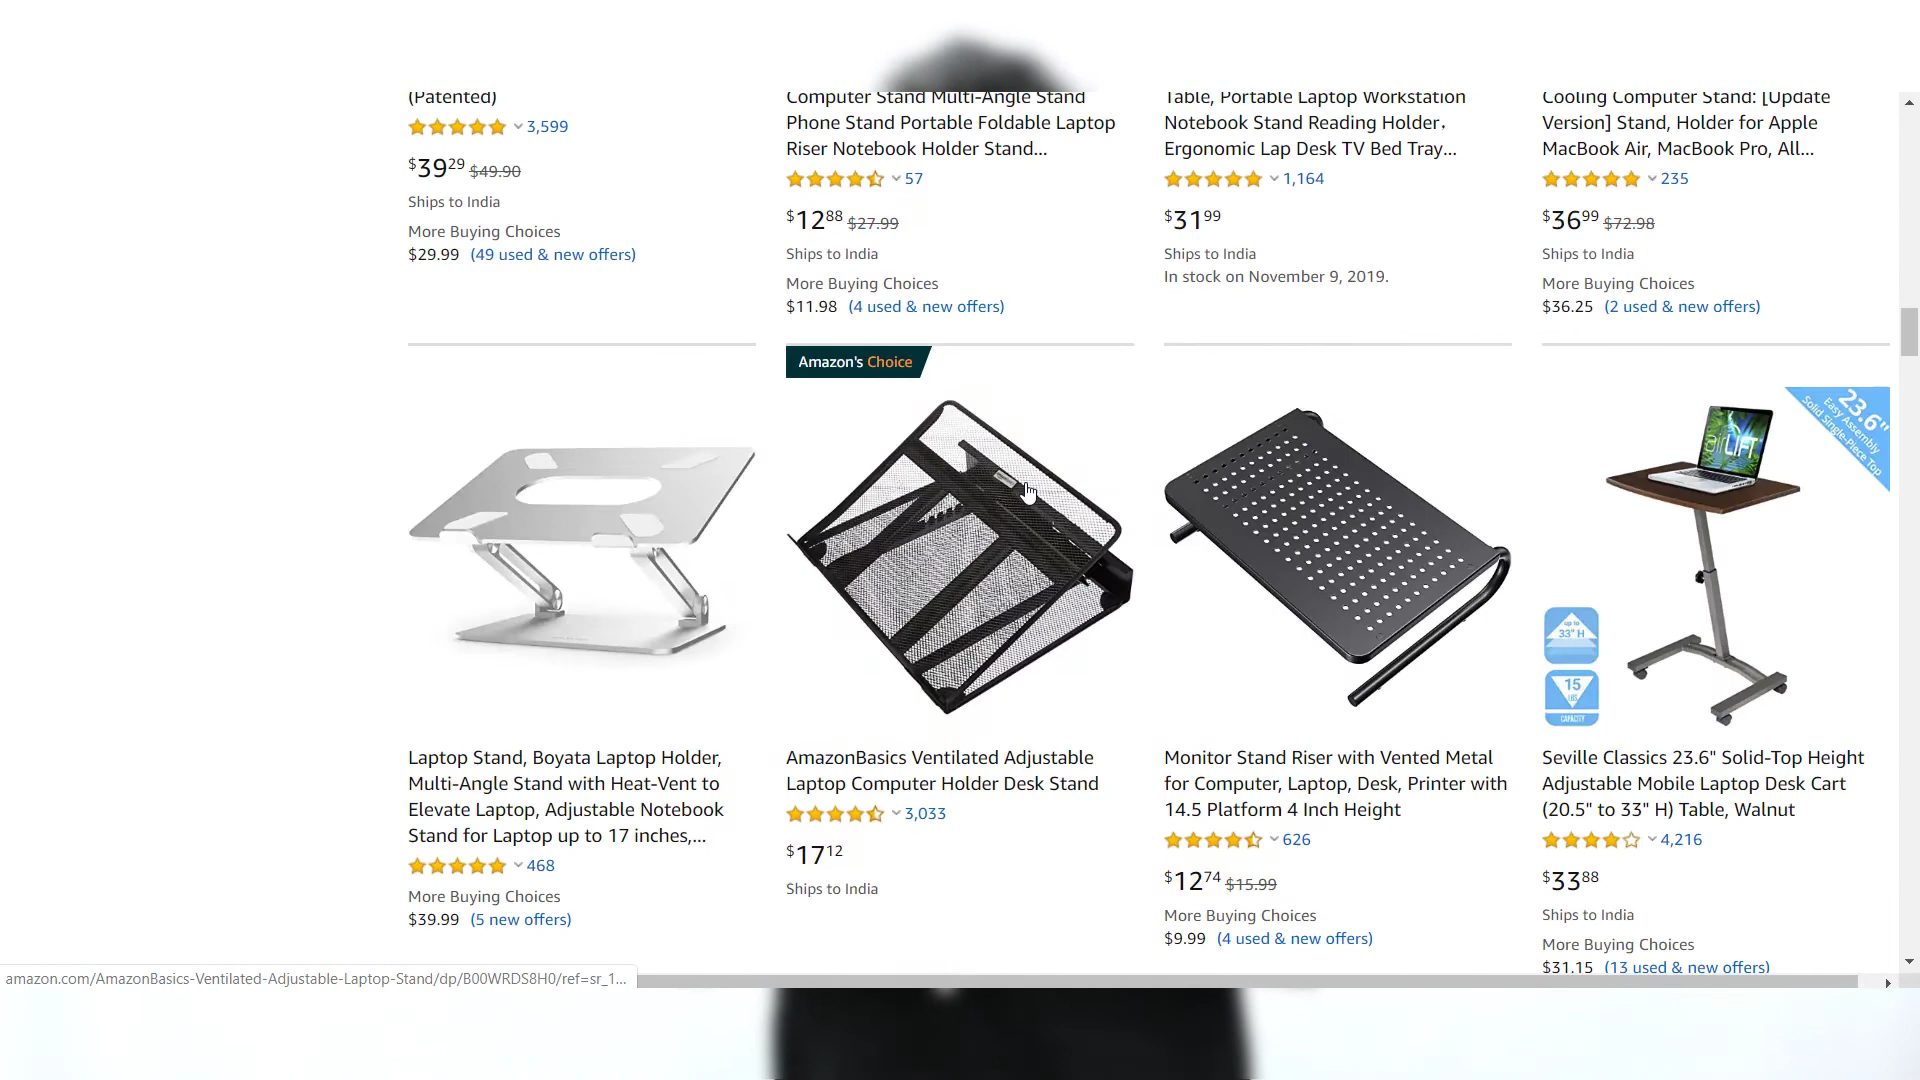 (Patented)
3,599
$39.29 $49.90
Ships to India
More Buying Choices
$29.99 (49 used & new offers)
Computer Stand Multi-Angle Stand
Phone Stand Portable Foldable Laptop
Riser Notebook Holder Stand...
57
$12.88 $27.99
Ships to India
More Buying Choices
$11.98 (4 used & new offers)
Table, Portable Laptop Workstation
Notebook Stand Reading Holder,
Ergonomic Lap Desk TV Bed Tray...
1,164
$31.99
Ships to India
In stock on November 9, 2019.
Cooling Computer Stand: [Update
Version] Stand, Holder for Apple
MacBook Air, MacBook Pro, All...
235
$36.99 $72.98
Ships to India
More Buying Choices
$36.25 (2 used & new offers)
Laptop Stand, Boyata Laptop Holder,
Multi-Angle Stand with Heat-Vent to
Elevate Laptop, Adjustable Notebook
Stand for Laptop up to 17 inches,...
468
More Buying Choices
$39.99 (5 new offers)
Amazon's Choice
AmazonBasics Ventilated Adjustable
Laptop Computer Holder Desk Stand
3,033
$17.12
Ships to India
Monitor Stand Riser with Vented Metal
for Computer, Laptop, Desk, Printer with
14.5 Platform 4 Inch Height
626
$12.74 $15.99
More Buying Choices
$9.99 (4 used & new offers)
23.6"
Easy Assembly
Solid Single-Piece Top
airLIFT
up to
33" H
15
LBS
CAPACITY
Seville Classics 23.6" Solid-Top Height
Adjustable Mobile Laptop Desk Cart
(20.5" to 33" H) Table, Walnut
4,216
$33.88
Ships to India
More Buying Choices
$31.15 (13 used & new offers)
amazon.com/AmazonBasics-Ventilated-Adjustable-Laptop-Stand/dp/B00WRDS8H0/ref=sr_1...